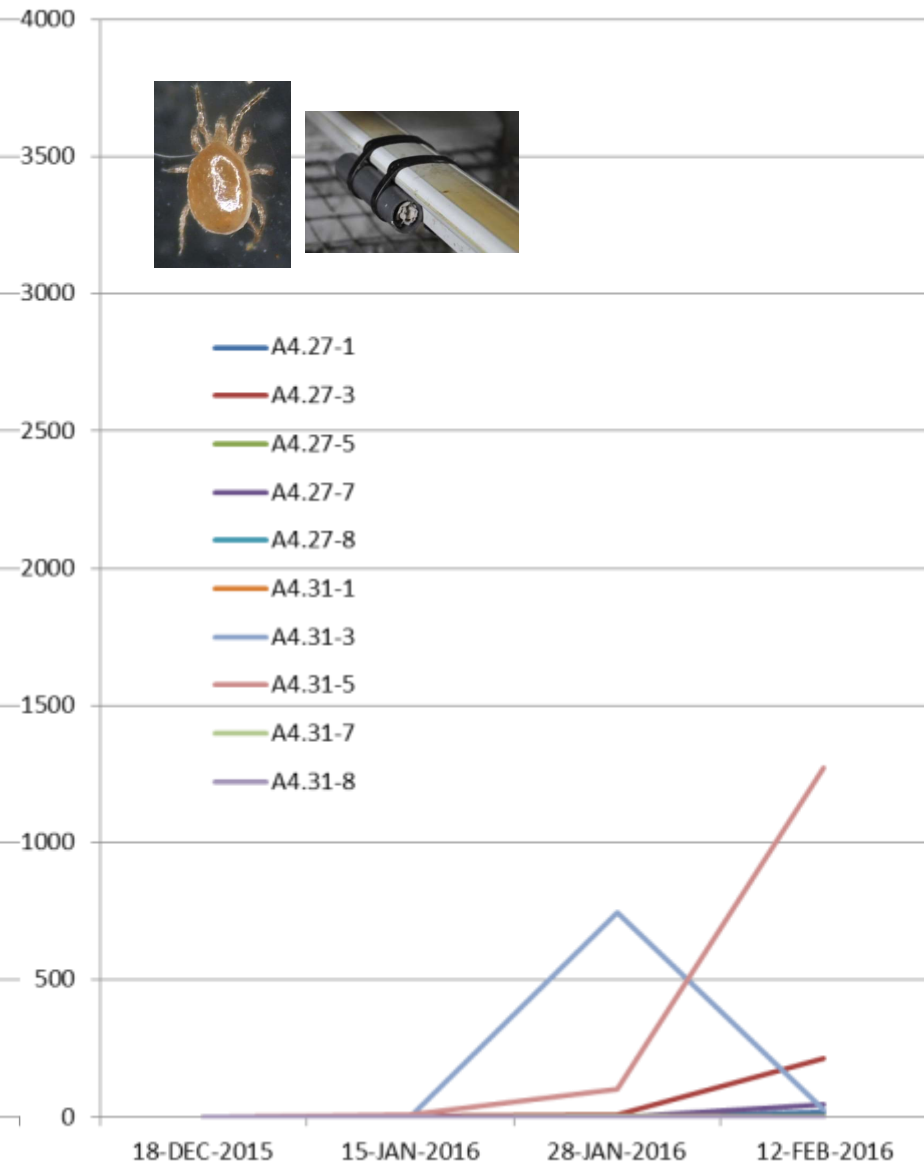 4000
3500
3000
A4.27-1
A4.27-3
2500
A4.27-5
A4.27-7
A4.27-8
2000
A4.31-1
A4.31-3
A4.31-5
1500
A4.31-7
A4.31-8
1000
500
0
18-DEC-2015 15-JAN-2016 28-JAN-2016 12-FEB-2016